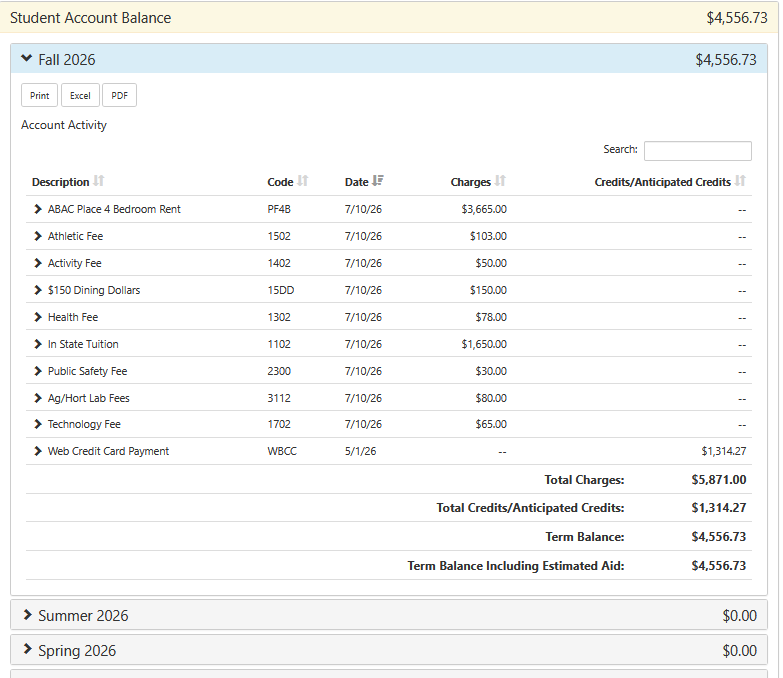 Student Account Balance $4,556.73
Fall 2026 $4,556.73
Print Excel PDF
Account Activity
Search:
Description Code Date Charges Credits/Anticipated Credits
ABAC Place 4 Bedroom Rent PF4B 7/10/26 $3,665.00 --
Athletic Fee 1502 7/10/26 $103.00 --
Activity Fee 1402 7/10/26 $50.00 --
$150 Dining Dollars 15DD 7/10/26 $150.00 --
Health Fee 1302 7/10/26 $78.00 --
In State Tuition 1102 7/10/26 $1,650.00 --
Public Safety Fee 2300 7/10/26 $30.00 --
Ag/Hort Lab Fees 3112 7/10/26 $80.00 --
Technology Fee 1702 7/10/26 $65.00 --
Web Credit Card Payment WBCC 5/1/26 -- $1,314.27
Total Charges: $5,871.00
Total Credits/Anticipated Credits: $1,314.27
Term Balance: $4,556.73
Term Balance Including Estimated Aid: $4,556.73
Summer 2026 $0.00
Spring 2026 $0.00